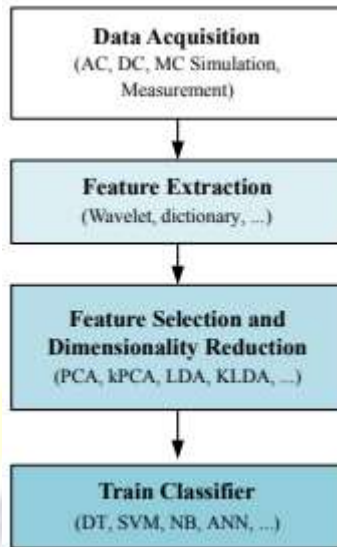 Data Acquisition
(AC, DC, MC Simulation,
Measurement)
Feature Extraction
(Wavelet, dictionary, ...)
Feature Selection and
Dimensionality Reduction
(PCA, kPCA, LDA, KLDA, ...)
Train Classifier
(DT, SVM, NB, ANN, ...)